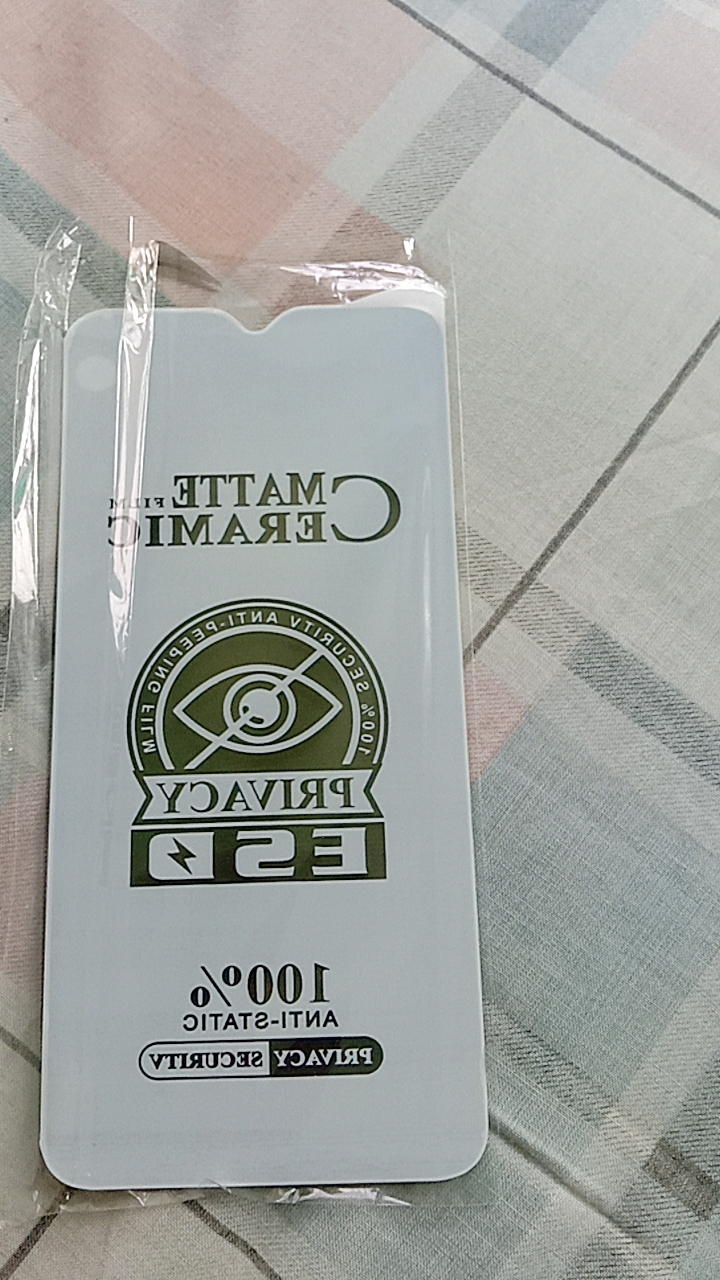 MATTE FILM
CERAMIC
100% SECURITY ANTI-PEEPING FILM
PRIVACY
ESD
100%
ANTI-STATIC
PRIVACY SECURITY